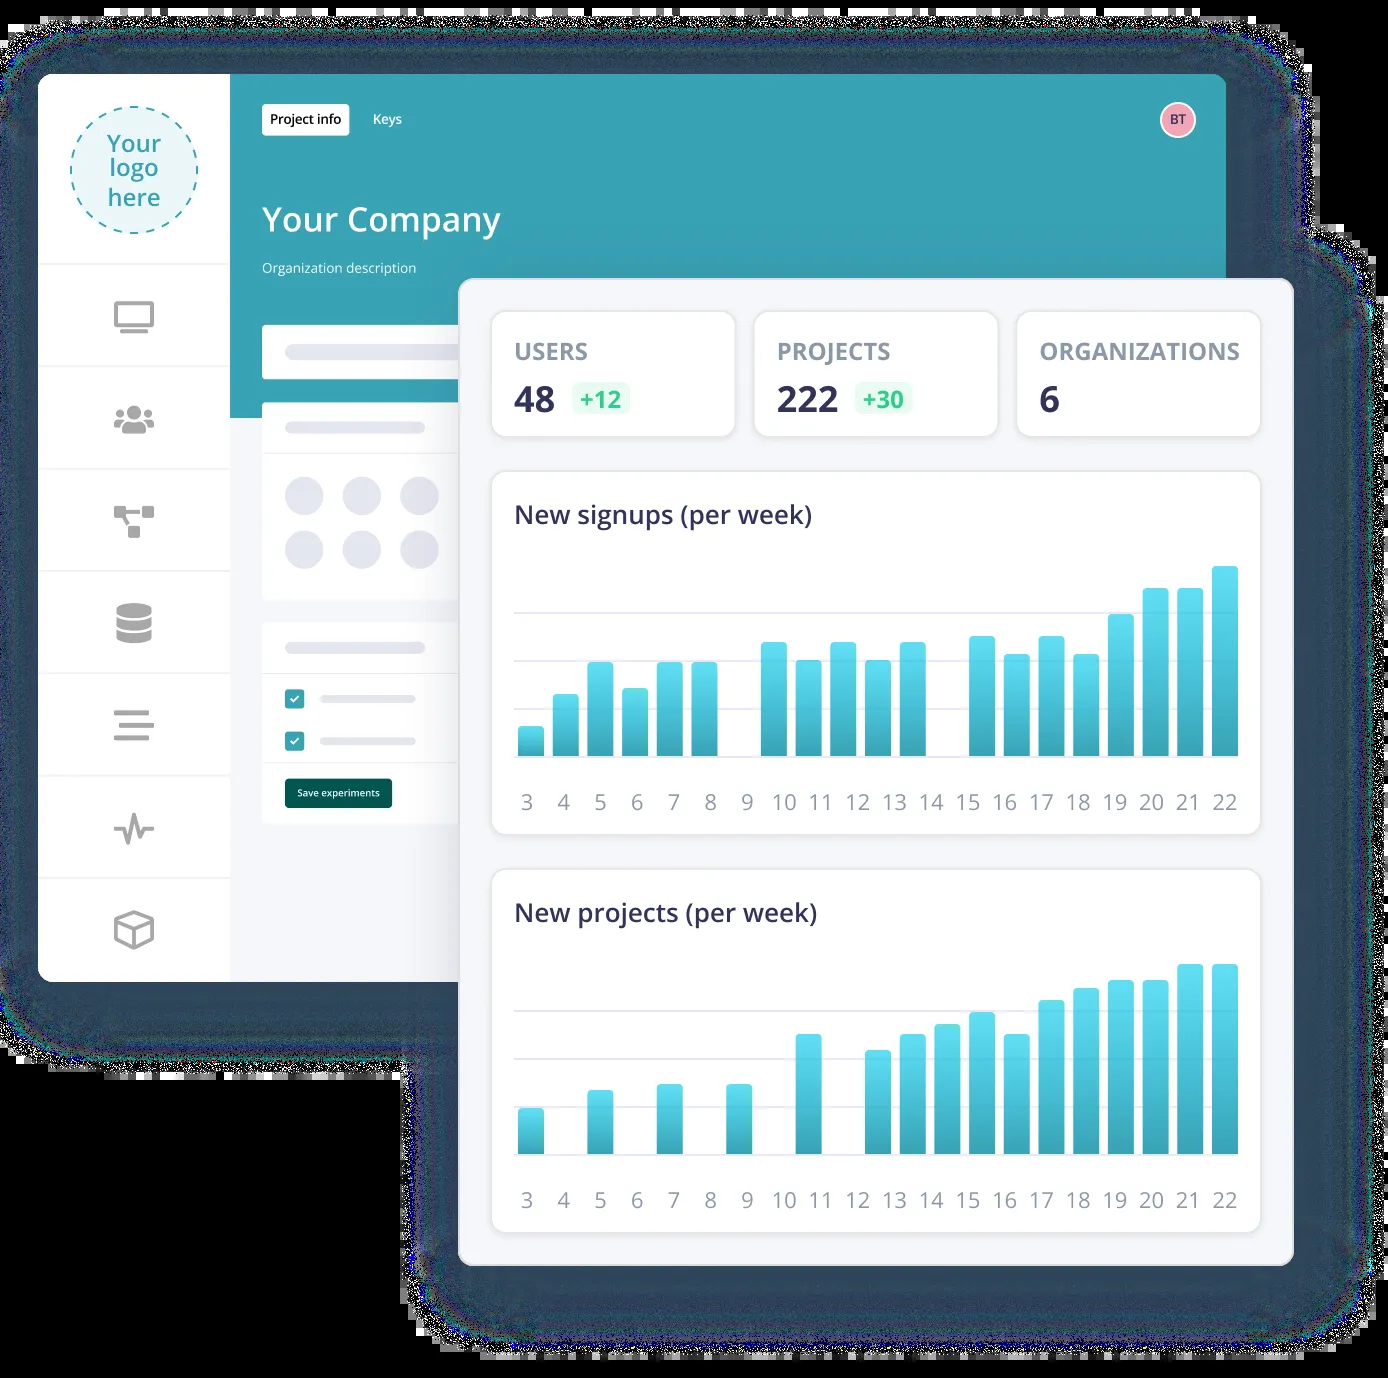 Your
logo
here
Project info
Keys
BT
Your Company
Organization description
Save experiments
USERS
48 +12
PROJECTS
222 +30
ORGANIZATIONS
6
New signups (per week)
3 4 5 6 7 8 9 10 11 12 13 14 15 16 17 18 19 20 21 22
New projects (per week)
3 4 5 6 7 8 9 10 11 12 13 14 15 16 17 18 19 20 21 22